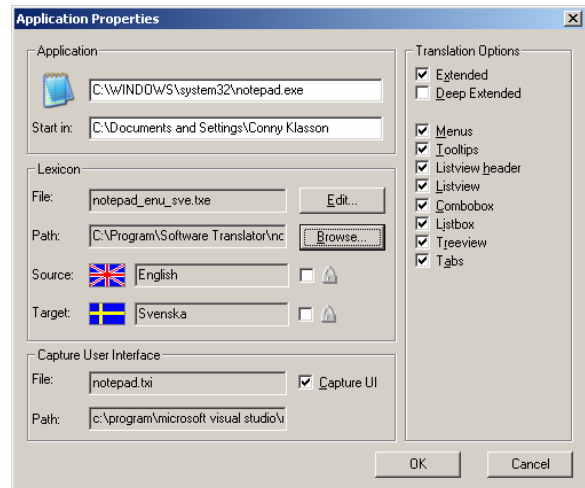 Application Properties
Application
C:\WINDOWS\system32\notepad.exe
Start in:
C:\Documents and Settings\Conny Klasson
Lexicon
File:
notepad_enu_sve.txe
Edit...
Path:
C:\Program\Software Translator\nc
Browse...
Source:
English
Target:
Svenska
Capture User Interface
File:
notepad.txi
Capture UI
Path:
c:\program\microsoft visual studio\
Translation Options
Extended
Deep Extended
Menus
Tooltips
Listview header
Listview
Combobox
Listbox
Treeview
Tabs
OK
Cancel